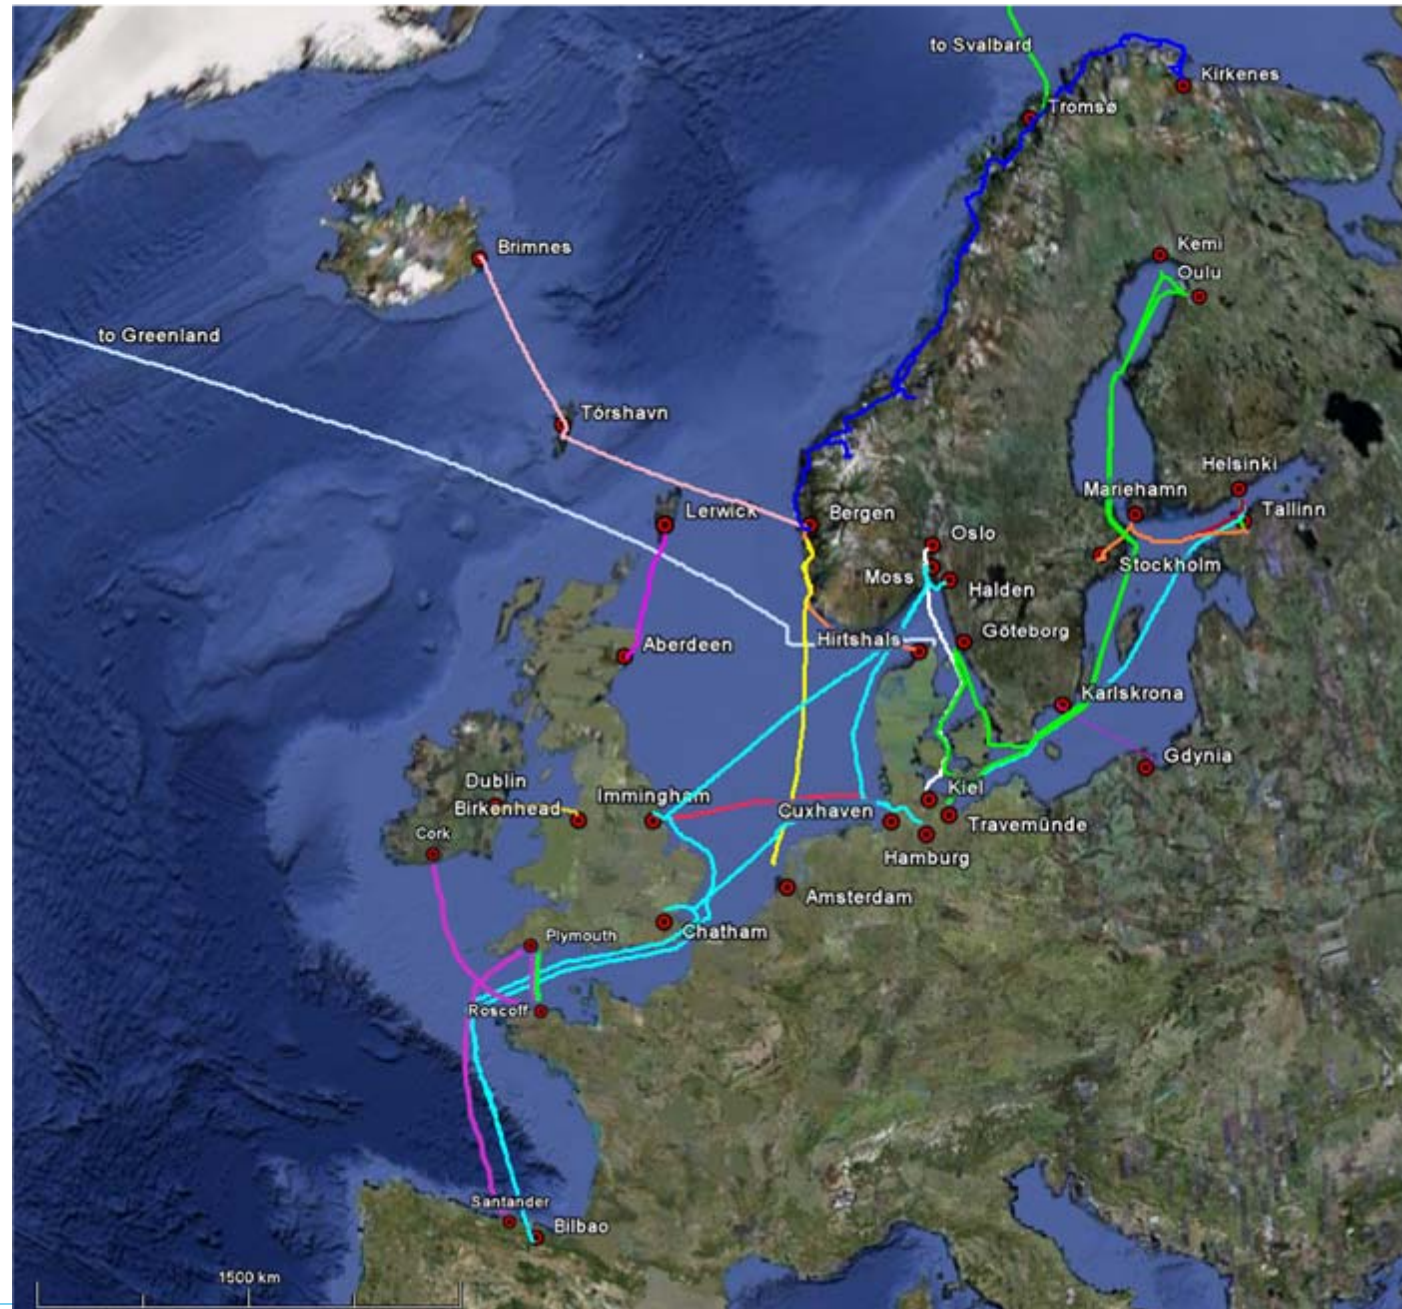 to Svalbard
Kirkenes
Tromsø
Brimnes
Kemi
Oulu
to Greenland
Tórshavn
Helsinki
Mariehamn
Lerwick
Bergen
Tallinn
Oslo
Stockholm
Moss
Halden
Hirtshals
Göteborg
Aberdeen
Karlskrona
Gdynia
Dublin
Kiel
Immingham
Birkenhead
Cuxhaven
Travemünde
Cork
Hamburg
Amsterdam
Chatham
Plymouth
Roscoff
Santander
Bilbao
1500 km